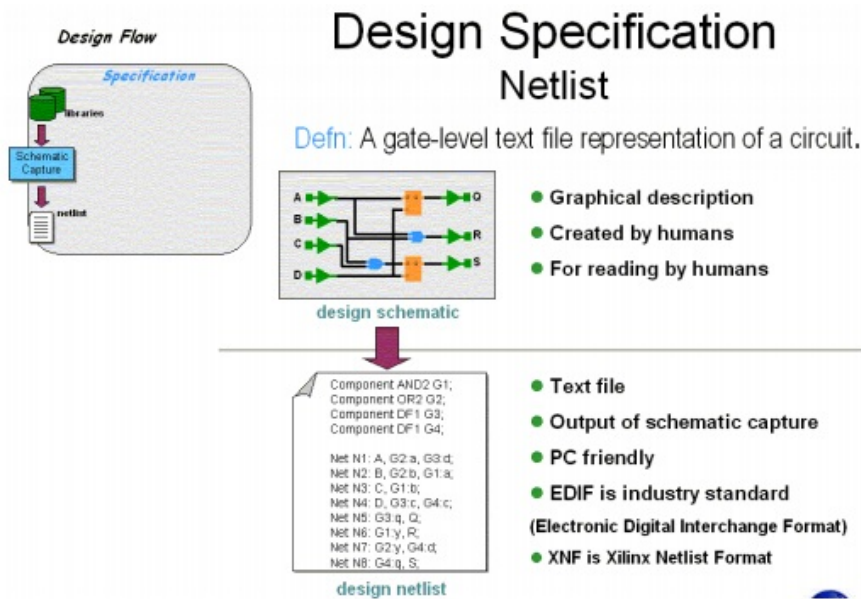 Design Flow
Specification
libraries
Schematic
Capture
netlist
Design Specification
Netlist
Defn: A gate-level text file representation of a circuit.
A
B
C
D
Q
R
S
design schematic
Graphical description
Created by humans
For reading by humans
Component AND2 G1;
Component OR2 G2;
Component DF1 G3;
Component DF1 G4;
Net N1: A, G2:a, G3:d;
Net N2: B, G2:b, G1:a;
Net N3: C, G1:b;
Net N4: D, G3:c, G4:c;
Net N5: G3:q, Q;
Net N6: G1:y, R;
Net N7: G2:y, G4:d;
Net N8: G4:q, S;
design netlist
Text file
Output of schematic capture
PC friendly
EDIF is industry standard
(Electronic Digital Interchange Format)
XNF is Xilinx Netlist Format